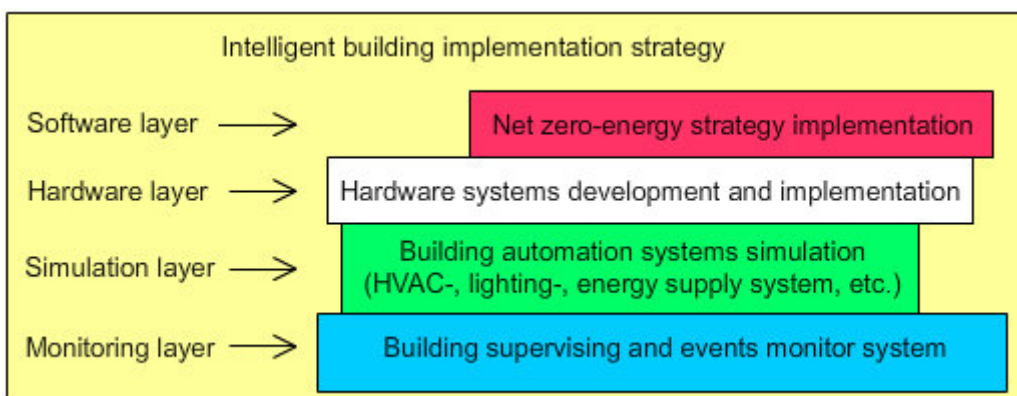 Intelligent building implementation strategy
Software layer
Net zero-energy strategy implementation
Hardware layer
Hardware systems development and implementation
Simulation layer
Building automation systems simulation
(HVAC-, lighting-, energy supply system, etc.)
Monitoring layer
Building supervising and events monitor system